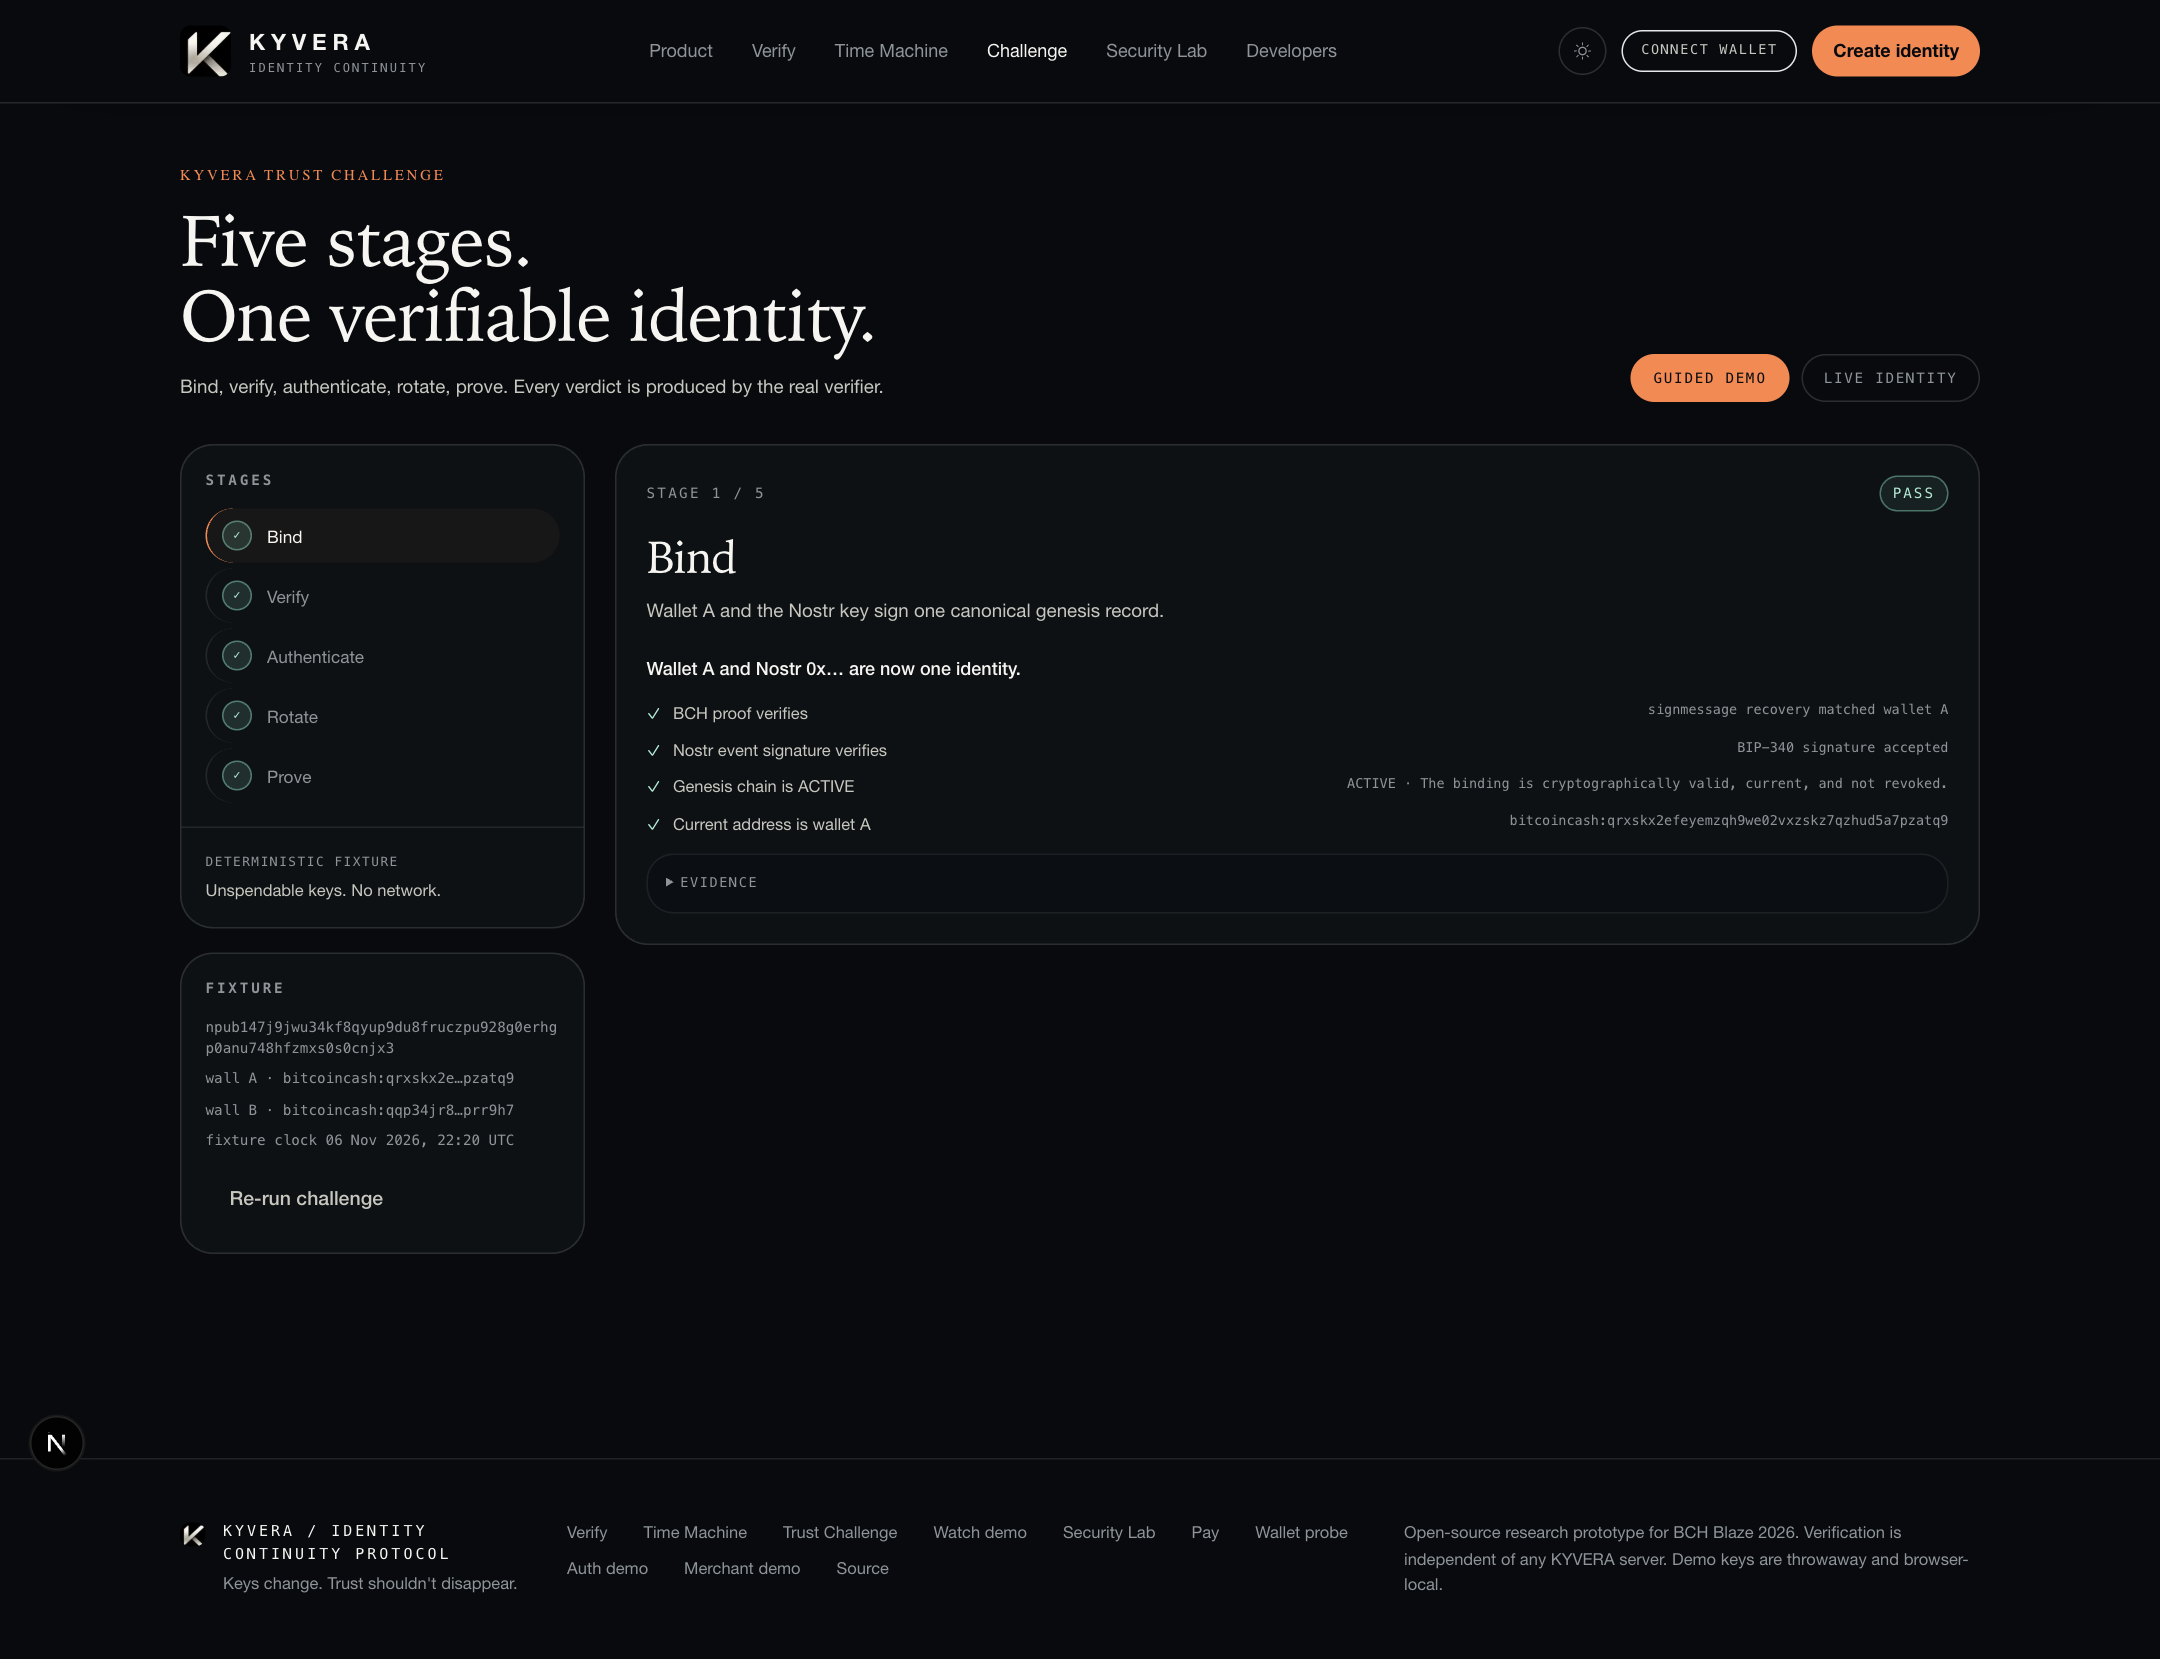 KYVERA
IDENTITY CONTINUITY
Product
Verify
Time Machine
Challenge
Security Lab
Developers
CONNECT WALLET
Create identity
KYVERA TRUST CHALLENGE
Five stages.
One verifiable identity.
Bind, verify, authenticate, rotate, prove. Every verdict is produced by the real verifier.
GUIDED DEMO
LIVE IDENTITY
STAGES
✓ Bind
✓ Verify
✓ Authenticate
✓ Rotate
✓ Prove
DETERMINISTIC FIXTURE
Unspendable keys. No network.
FIXTURE
npub147j9jwu34kf8qyup9du8fruczpu928g0erhg
p0anu748hfzmxs0s0cnjx3
wall A · bitcoincash:qrxskx2e…pzatq9
wall B · bitcoincash:qqp34jr8…prr9h7
fixture clock 06 Nov 2026, 22:20 UTC
Re-run challenge
STAGE 1 / 5
PASS
Bind
Wallet A and the Nostr key sign one canonical genesis record.
Wallet A and Nostr 0x… are now one identity.
✓ BCH proof verifies
signmessage recovery matched wallet A
✓ Nostr event signature verifies
BIP-340 signature accepted
✓ Genesis chain is ACTIVE
ACTIVE · The binding is cryptographically valid, current, and not revoked.
✓ Current address is wallet A
bitcoincash:qrxskx2efeyemzqh9we02vxzskz7qzhud5a7pzatq9
▶ EVIDENCE
N
KYVERA / IDENTITY
CONTINUITY PROTOCOL
Keys change. Trust shouldn't disappear.
Verify
Time Machine
Trust Challenge
Watch demo
Security Lab
Pay
Wallet probe
Auth demo
Merchant demo
Source
Open-source research prototype for BCH Blaze 2026. Verification is
independent of any KYVERA server. Demo keys are throwaway and browser-
local.